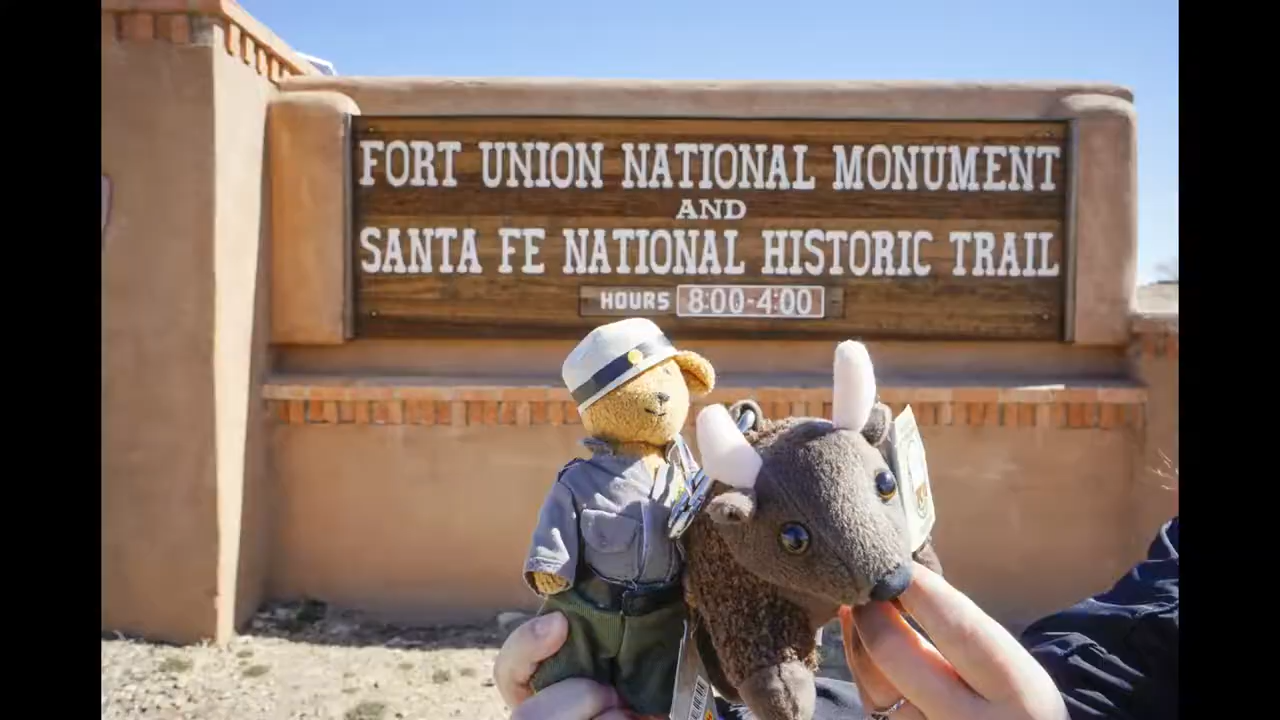 FORT UNION NATIONAL MONUMENT
AND
SANTA FE NATIONAL HISTORIC TRAIL
HOURS 8:00-4:00